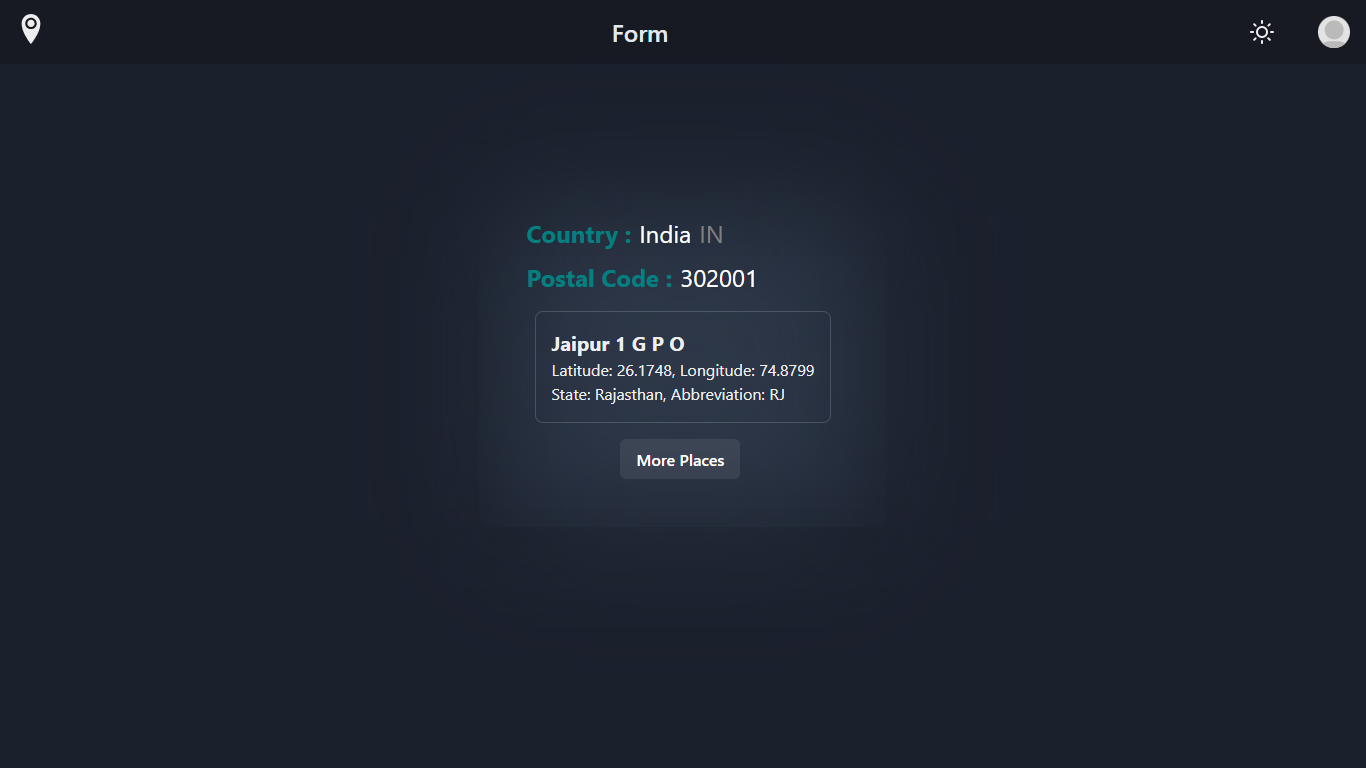 Form
Country : India IN
Postal Code : 302001
Jaipur 1 G P O
Latitude: 26.1748, Longitude: 74.8799
State: Rajasthan, Abbreviation: RJ
More Places